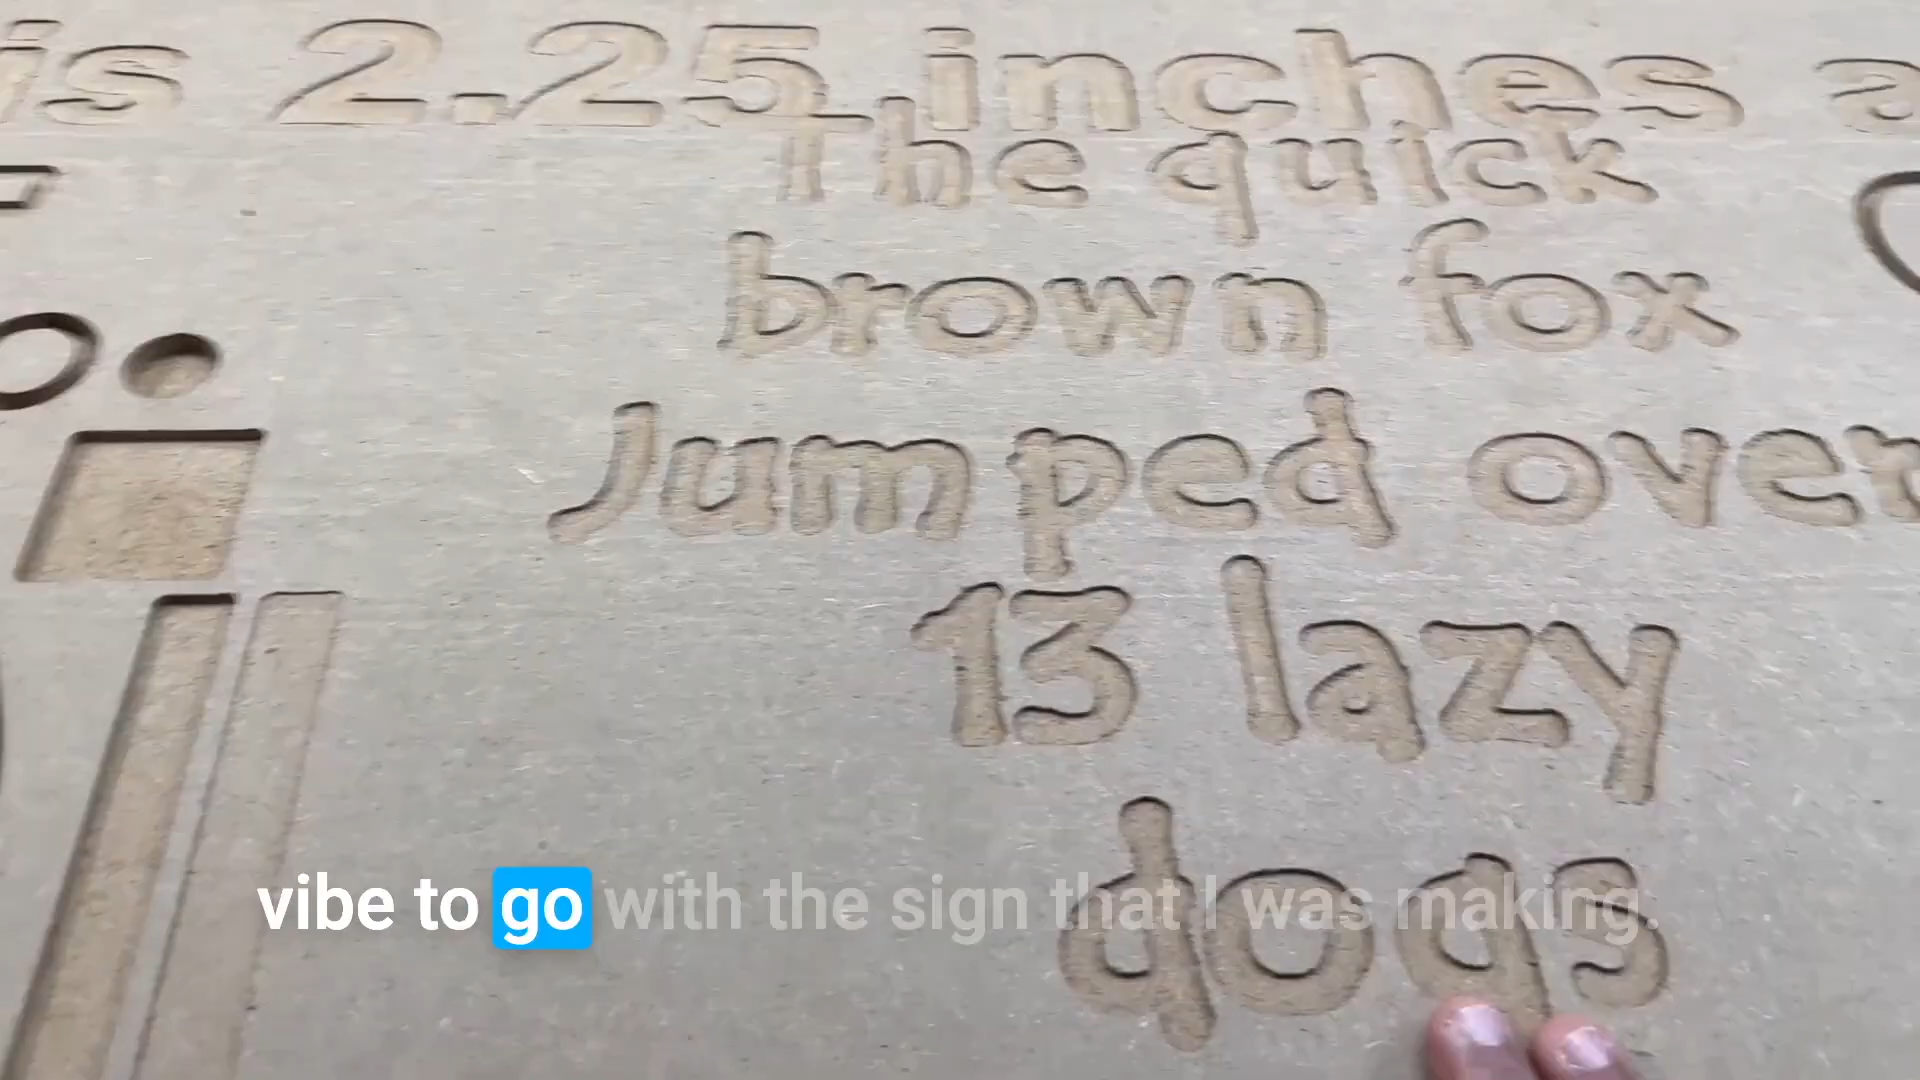 is 2.25 inches a
The quick
brown fox
Jumped over
13 lazy
dogs
vibe to go with the sign that I was making.